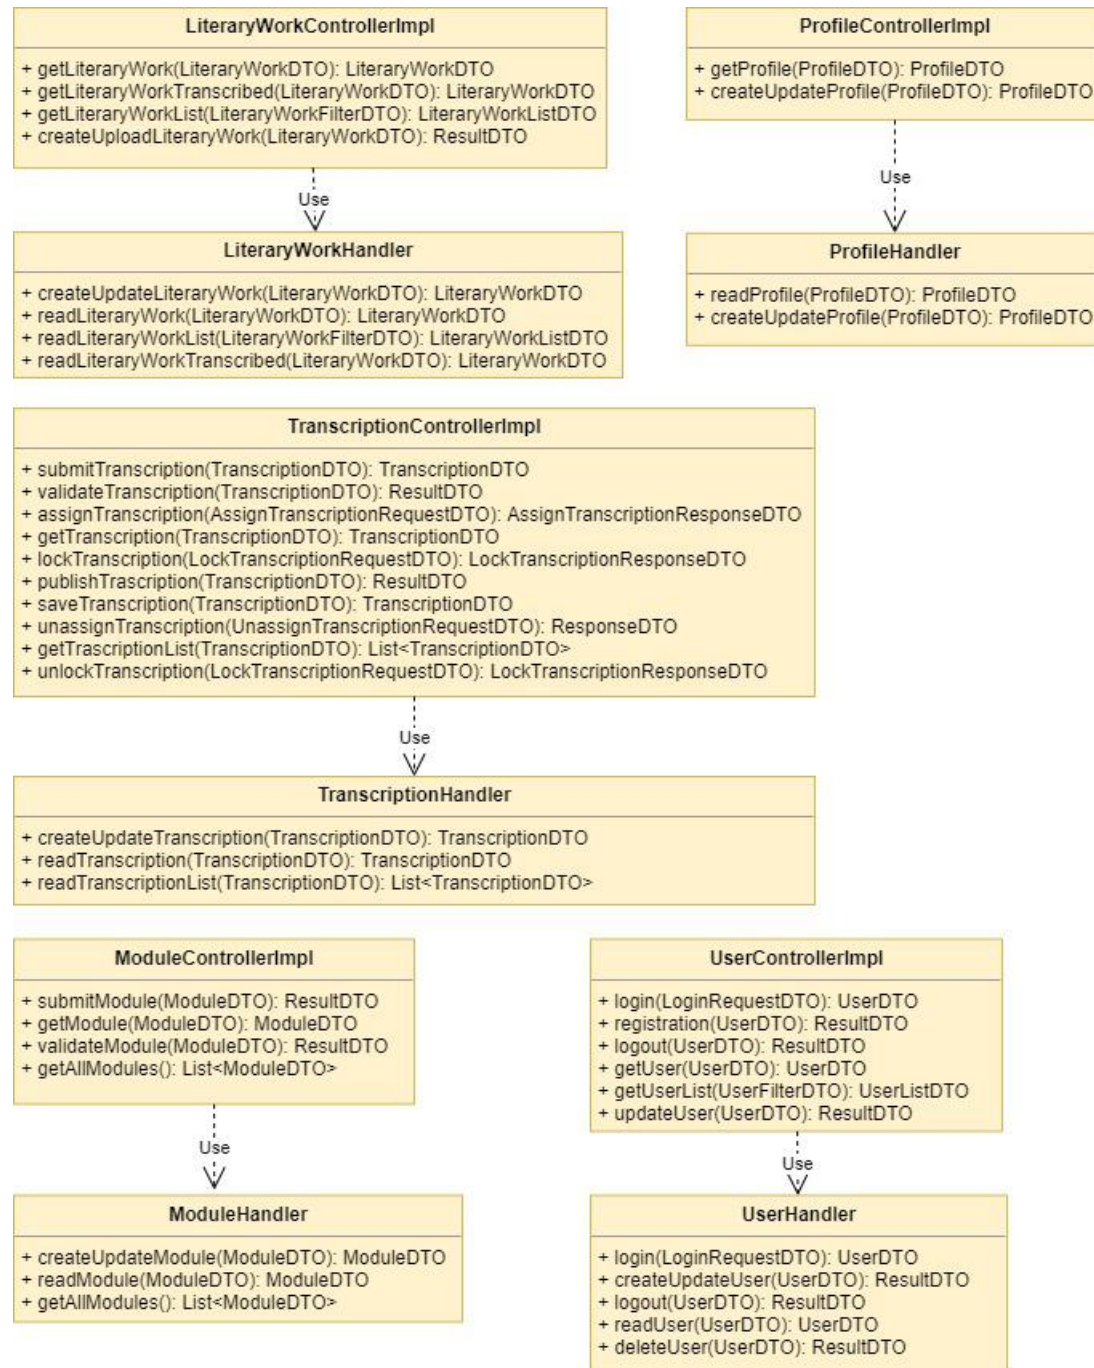 LiteraryWorkControllerImpl
+ getLiteraryWork(LiteraryWorkDTO): LiteraryWorkDTO
+ getLiteraryWorkTranscribed(LiteraryWorkDTO): LiteraryWorkDTO
+ getLiteraryWorkList(LiteraryWorkFilterDTO): LiteraryWorkListDTO
+ createUploadLiteraryWork(LiteraryWorkDTO): ResultDTO
Use
LiteraryWorkHandler
+ createUpdateLiteraryWork(LiteraryWorkDTO): LiteraryWorkDTO
+ readLiteraryWork(LiteraryWorkDTO): LiteraryWorkDTO
+ readLiteraryWorkList(LiteraryWorkFilterDTO): LiteraryWorkListDTO
+ readLiteraryWorkTranscribed(LiteraryWorkDTO): LiteraryWorkDTO
ProfileControllerImpl
+ getProfile(ProfileDTO): ProfileDTO
+ createUpdateProfile(ProfileDTO): ProfileDTO
Use
ProfileHandler
+ readProfile(ProfileDTO): ProfileDTO
+ createUpdateProfile(ProfileDTO): ProfileDTO
TranscriptionControllerImpl
+ submitTranscription(TranscriptionDTO): TranscriptionDTO
+ validateTranscription(TranscriptionDTO): ResultDTO
+ assignTranscription(AssignTranscriptionRequestDTO): AssignTranscriptionResponseDTO
+ getTranscription(TranscriptionDTO): TranscriptionDTO
+ lockTranscription(LockTranscriptionRequestDTO): LockTranscriptionResponseDTO
+ publishTrascription(TranscriptionDTO): ResultDTO
+ saveTranscription(TranscriptionDTO): TranscriptionDTO
+ unassignTranscription(UnassignTranscriptionRequestDTO): ResponseDTO
+ getTrascriptionList(TranscriptionDTO): List<TranscriptionDTO>
+ unlockTranscription(LockTranscriptionRequestDTO): LockTranscriptionResponseDTO
Use
TranscriptionHandler
+ createUpdateTranscription(TranscriptionDTO): TranscriptionDTO
+ readTranscription(TranscriptionDTO): TranscriptionDTO
+ readTranscriptionList(TranscriptionDTO): List<TranscriptionDTO>
ModuleControllerImpl
+ submitModule(ModuleDTO): ResultDTO
+ getModule(ModuleDTO): ModuleDTO
+ validateModule(ModuleDTO): ResultDTO
+ getAllModules(): List<ModuleDTO>
Use
ModuleHandler
+ createUpdateModule(ModuleDTO): ModuleDTO
+ readModule(ModuleDTO): ModuleDTO
+ getAllModules(): List<ModuleDTO>
UserControllerImpl
+ login(LoginRequestDTO): UserDTO
+ registration(UserDTO): ResultDTO
+ logout(UserDTO): ResultDTO
+ getUser(UserDTO): UserDTO
+ getUserList(UserFilterDTO): UserListDTO
+ updateUser(UserDTO): ResultDTO
Use
UserHandler
+ login(LoginRequestDTO): UserDTO
+ createUpdateUser(UserDTO): ResultDTO
+ logout(UserDTO): ResultDTO
+ readUser(UserDTO): UserDTO
+ deleteUser(UserDTO): ResultDTO